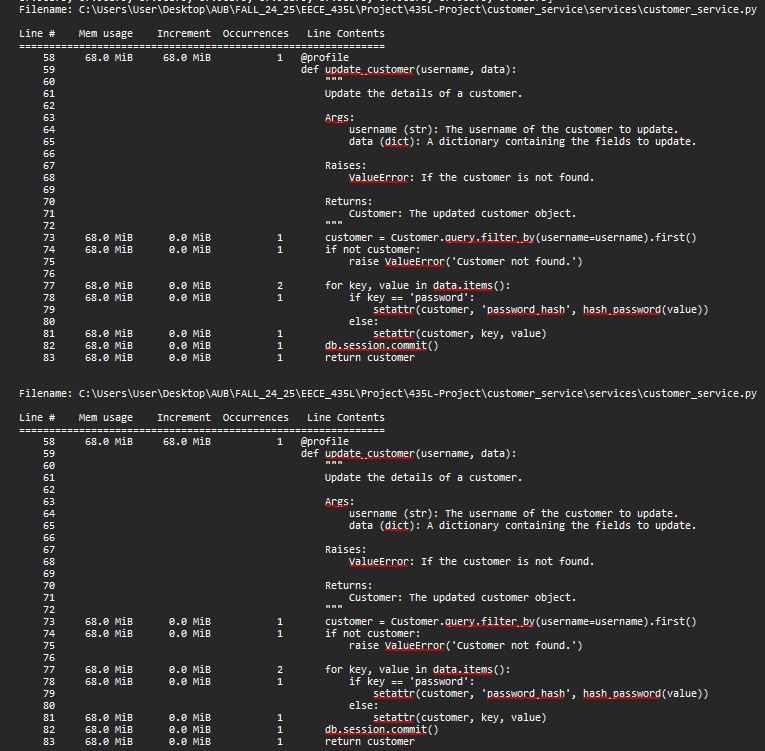 Filename: C:\Users\User\Desktop\AUB\FALL_24_25\EECE_435L\Project\435L-Project\customer_service\services\customer_service.py
Line #    Mem usage    Increment  Occurrences   Line Contents
=============================================================
    58     68.0 MiB     68.0 MiB           1   @profile
    59                                         def update_customer(username, data):
    60                                             """
    61                                             Update the details of a customer.
    62
    63                                             Args:
    64                                                 username (str): The username of the customer to update.
    65                                                 data (dict): A dictionary containing the fields to update.
    66
    67                                             Raises:
    68                                                 ValueError: If the customer is not found.
    69
    70                                             Returns:
    71                                                 Customer: The updated customer object.
    72                                             """
    73     68.0 MiB      0.0 MiB           1       customer = Customer.query.filter_by(username=username).first()
    74     68.0 MiB      0.0 MiB           1       if not customer:
    75                                                 raise ValueError('Customer not found.')
    76
    77     68.0 MiB      0.0 MiB           2       for key, value in data.items():
    78     68.0 MiB      0.0 MiB           1           if key == 'password':
    79                                                     setattr(customer, 'password_hash', hash_password(value))
    80                                                 else:
    81     68.0 MiB      0.0 MiB           1               setattr(customer, key, value)
    82     68.0 MiB      0.0 MiB           1       db.session.commit()
    83     68.0 MiB      0.0 MiB           1       return customer
Filename: C:\Users\User\Desktop\AUB\FALL_24_25\EECE_435L\Project\435L-Project\customer_service\services\customer_service.py
Line #    Mem usage    Increment  Occurrences   Line Contents
=============================================================
    58     68.0 MiB     68.0 MiB           1   @profile
    59                                         def update_customer(username, data):
    60                                             """
    61                                             Update the details of a customer.
    62
    63                                             Args:
    64                                                 username (str): The username of the customer to update.
    65                                                 data (dict): A dictionary containing the fields to update.
    66
    67                                             Raises:
    68                                                 ValueError: If the customer is not found.
    69
    70                                             Returns:
    71                                                 Customer: The updated customer object.
    72                                             """
    73     68.0 MiB      0.0 MiB           1       customer = Customer.query.filter_by(username=username).first()
    74     68.0 MiB      0.0 MiB           1       if not customer:
    75                                                 raise ValueError('Customer not found.')
    76
    77     68.0 MiB      0.0 MiB           2       for key, value in data.items():
    78     68.0 MiB      0.0 MiB           1           if key == 'password':
    79                                                     setattr(customer, 'password_hash', hash_password(value))
    80                                                 else:
    81     68.0 MiB      0.0 MiB           1               setattr(customer, key, value)
    82     68.0 MiB      0.0 MiB           1       db.session.commit()
    83     68.0 MiB      0.0 MiB           1       return customer